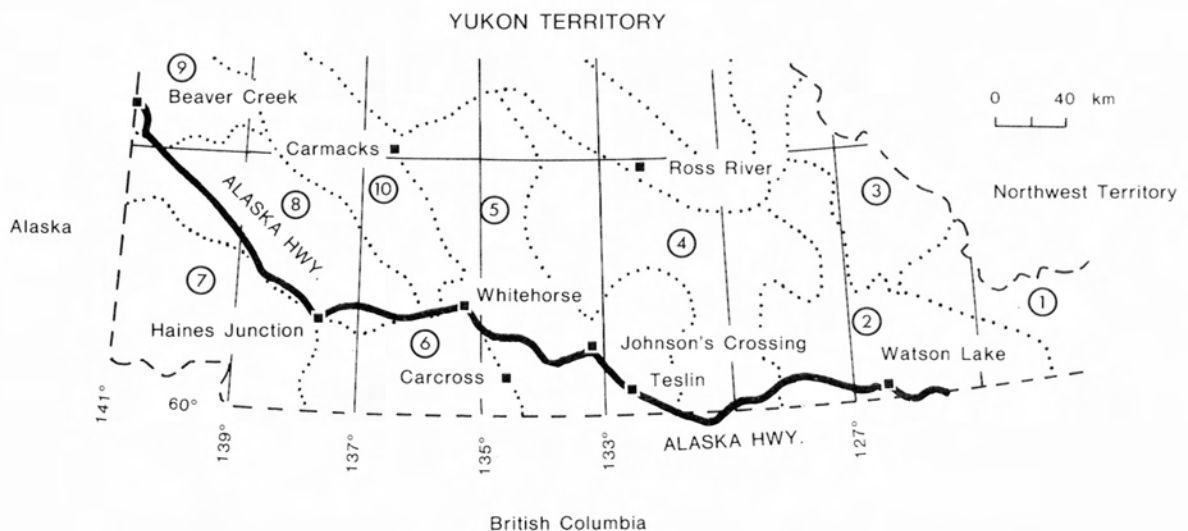 YUKON TERRITORY
9
Beaver Creek
0 40 km
Carmacks
Ross River
Northwest Territory
ALASKA HWY.
8
10
5
4
3
Alaska
7
Whitehorse
1
Haines Junction
6
Johnson's Crossing
2
Watson Lake
Carcross
Teslin
141°
60°
139°
137°
135°
133°
ALASKA HWY.
127°
British Columbia